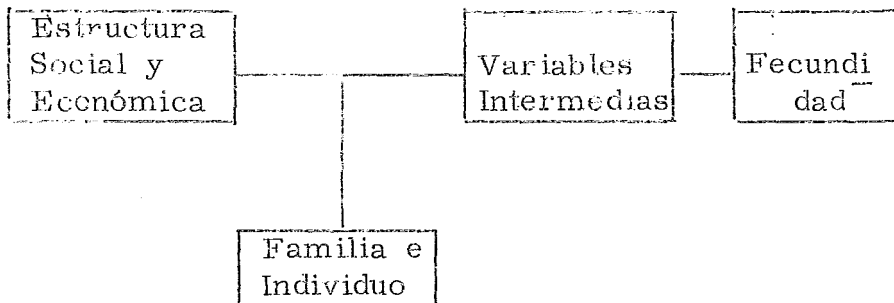 Estructura
Social y
Económica
Variables
Intermedias
Fecundi
dad
Familia e
Individuo